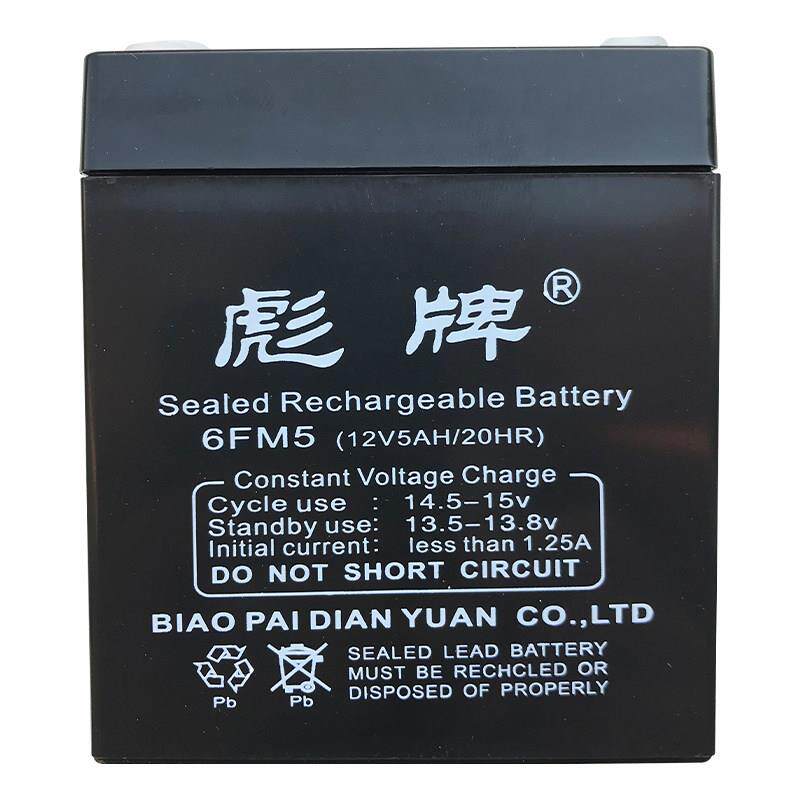 彪牌®
Sealed Rechargeable Battery
6FM5 (12V5AH/20HR)
Constant Voltage Charge
Cycle use : 14.5–15v
Standby use: 13.5–13.8v
Initial current: less than 1.25A
DO NOT SHORT CIRCUIT
BIAO PAI DIAN YUAN CO.,LTD
SEALED LEAD BATTERY
MUST BE RECHCLED OR
DISPOSED OF PROPERLY
Pb Pb